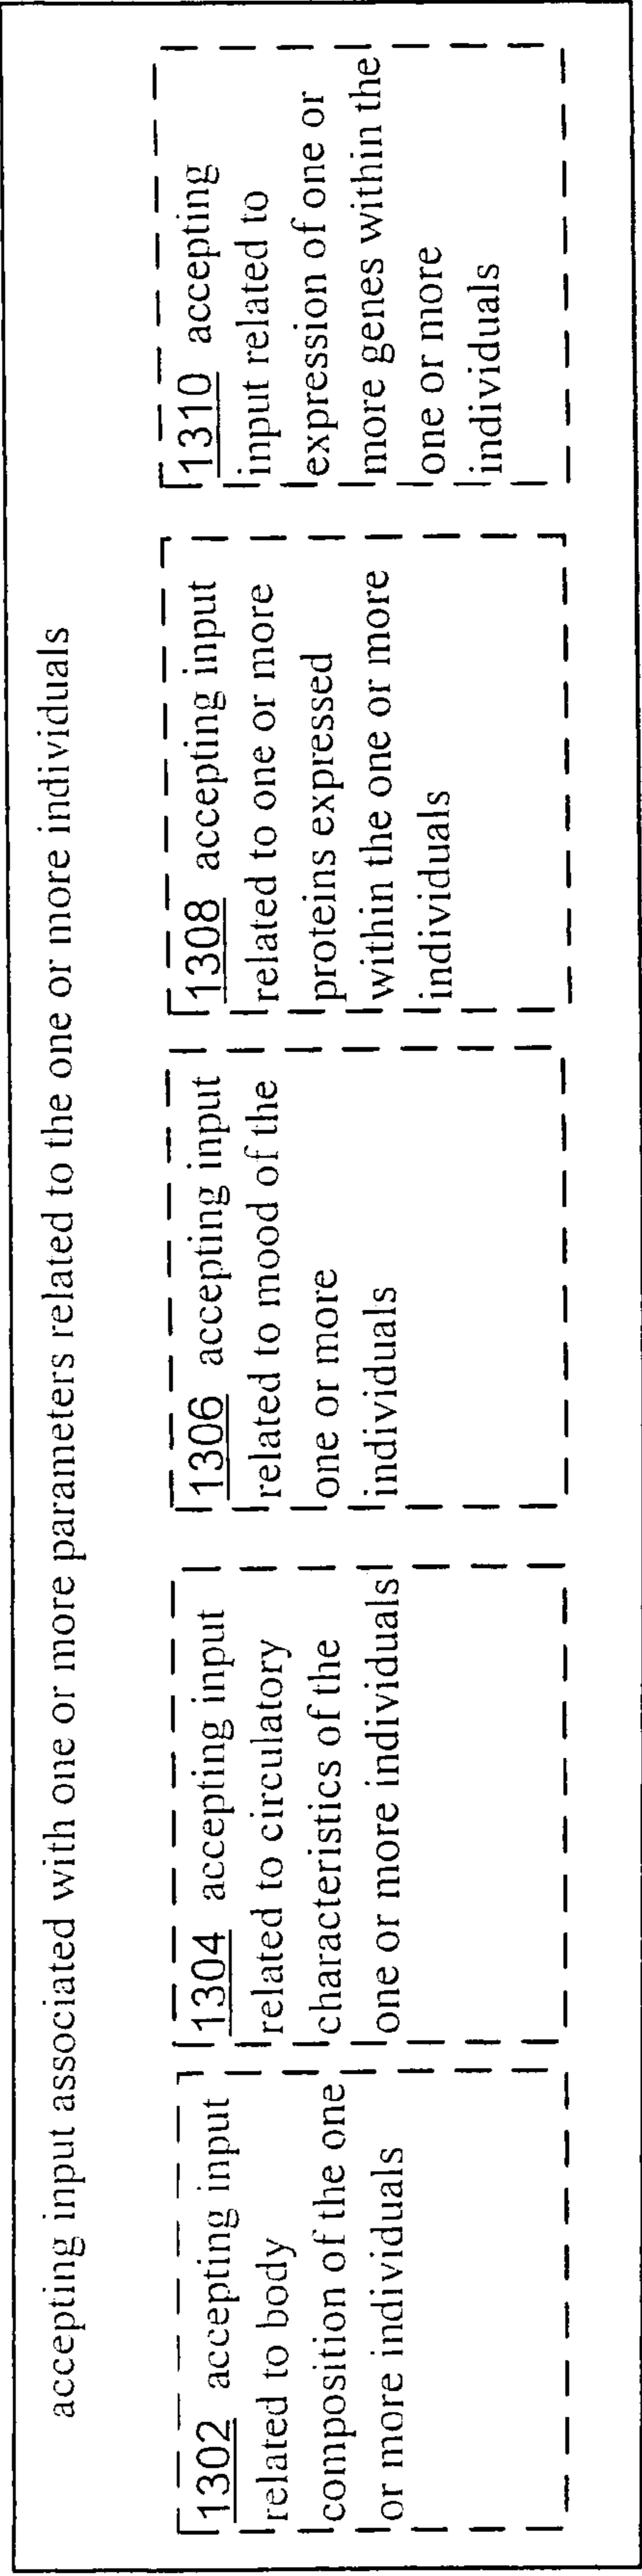 accepting input associated with one or more parameters related to the one or more individuals
1302 accepting input
related to body
composition of the one
or more individuals
1304 accepting input
related to circulatory
characteristics of the
one or more individuals
1306 accepting input
related to mood of the
one or more
individuals
1308 accepting input
related to one or more
proteins expressed
within the one or more
individuals
1310 accepting
input related to
expression of one or
more genes within the
one or more
individuals